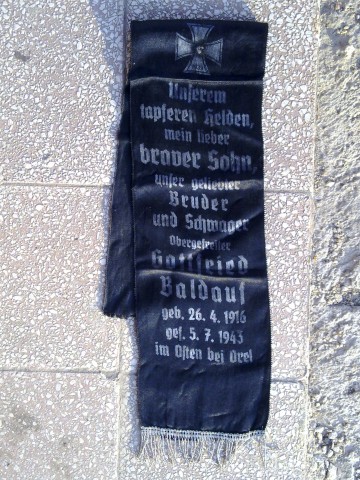 Unserem
tapferen Helden,
mein lieber
braver Sohn,
unser geliebter
Bruder
und Schwager
Obergefreiter
Gottfried
Baldauf
geb. 26. 4. 1916
gef. 5. 7. 1943
im Osten bei Orel